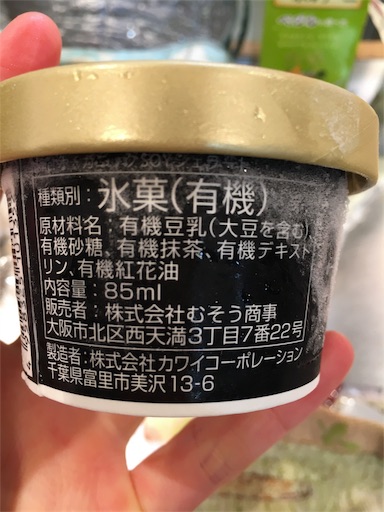 種類別：氷菓(有機)
原材料名：有機豆乳(大豆を含む)、
有機砂糖、有機抹茶、有機デキスト
リン、有機紅花油
内容量：85ml
販売者：株式会社むそう商事
大阪市北区西天満3丁目7番22号
製造者：株式会社カワイコーポレーション
千葉県富里市美沢13-6